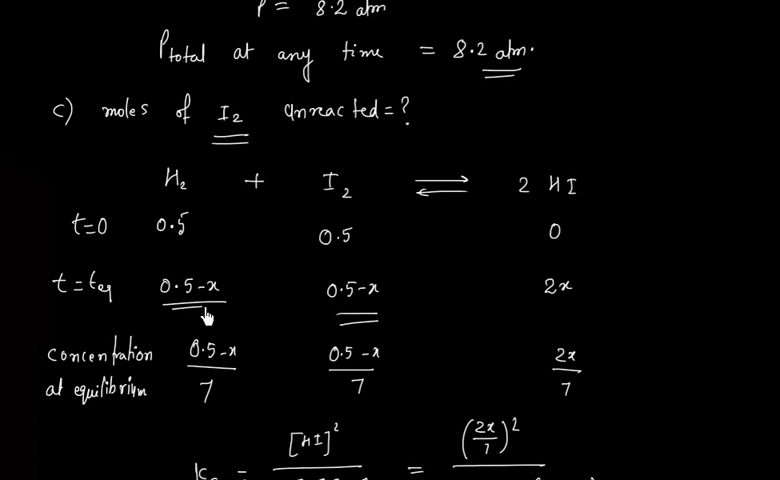 P = 8.2 atm
P total at any time = 8.2 atm.
c) moles of I₂ unreacted = ?
H₂ + I₂ ⇌ 2 HI
t=0 0.5 0.5 0
t=teq 0.5-x 0.5-x 2x
concentration at equilibrium 0.5-x/7 0.5-x/7 2x/7
= [HI]² = (2x/7)²